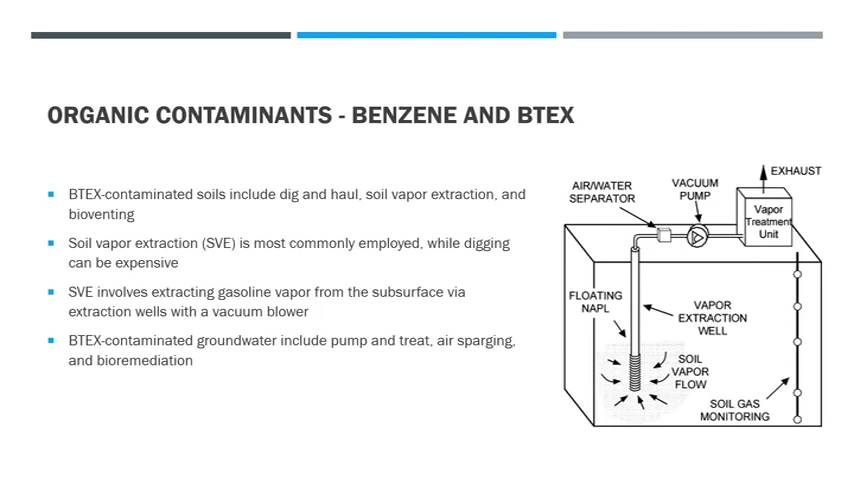 ORGANIC CONTAMINANTS - BENZENE AND BTEX
BTEX-contaminated soils include dig and haul, soil vapor extraction, and
bioventing
Soil vapor extraction (SVE) is most commonly employed, while digging
can be expensive
SVE involves extracting gasoline vapor from the subsurface via
extraction wells with a vacuum blower
BTEX-contaminated groundwater include pump and treat, air sparging,
and bioremediation
EXHAUST
AIR/WATER
SEPARATOR
VACUUM
PUMP
Vapor
Treatment
Unit
FLOATING
NAPL
VAPOR
EXTRACTION
WELL
SOIL
VAPOR
FLOW
SOIL GAS
MONITORING